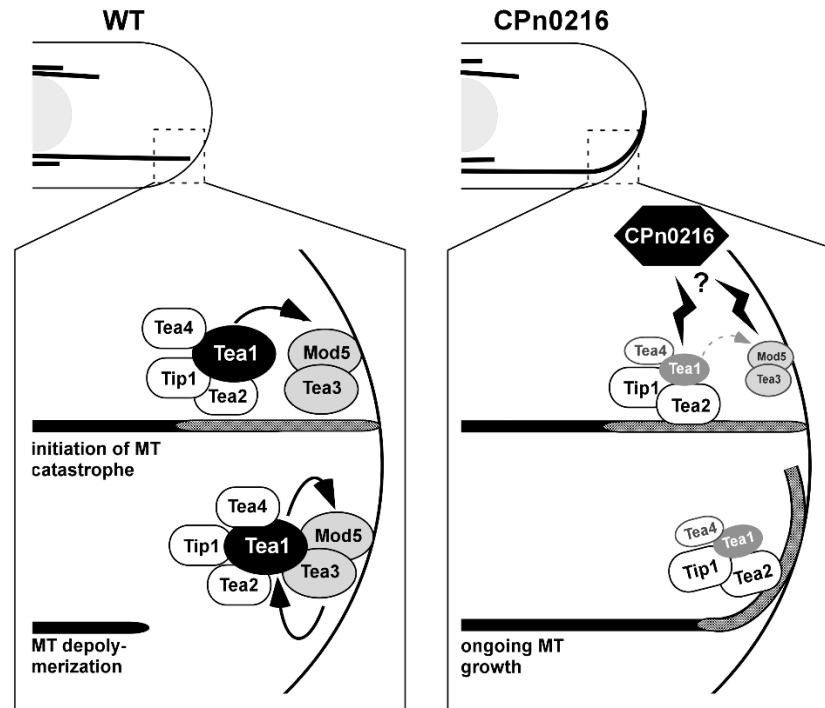 WT
CPn0216
Tea4
Tea1
Mod5
Tip1
Tea2
Tea3
initiation of MT
catastrophe
Tea4
Tea1
Mod5
Tip1
Tea3
Tea2
MT depoly-
merization
CPn0216
?
Tea4
Tea1
Mod5
Tip1
Tea3
Tea2
Tea4
Tea1
Tip1
Tea2
ongoing MT
growth